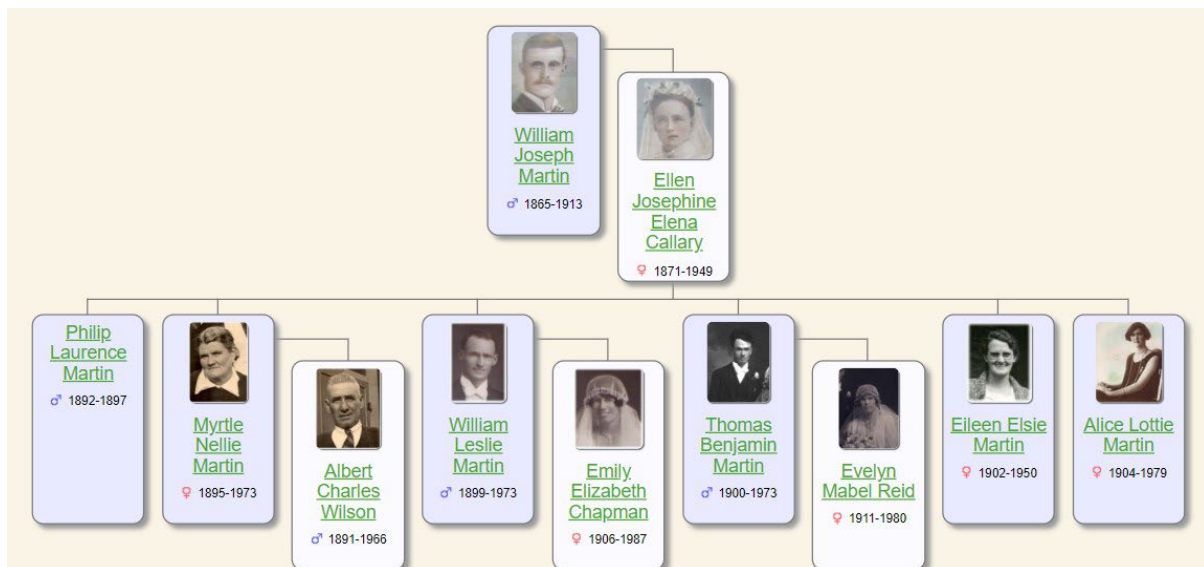 William
Joseph
Martin
♂ 1865-1913
Ellen
Josephine
Elena
Callary
♀ 1871-1949
Philip
Laurence
Martin
♂ 1892-1897
Myrtle
Nellie
Martin
♀ 1895-1973
Albert
Charles
Wilson
♂ 1891-1966
William
Leslie
Martin
♂ 1899-1973
Emily
Elizabeth
Chapman
♀ 1906-1987
Thomas
Benjamin
Martin
♂ 1900-1973
Evelyn
Mabel Reid
♀ 1911-1980
Eileen Elsie
Martin
♀ 1902-1950
Alice Lottie
Martin
♀ 1904-1979